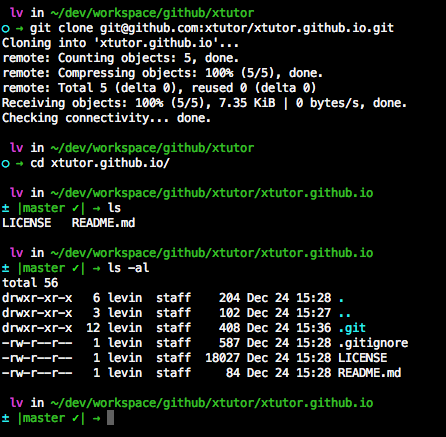 lv in ~/dev/workspace/github/xtutor
○ → git clone git@github.com:xtutor/xtutor.github.io.git
Cloning into 'xtutor.github.io'...
remote: Counting objects: 5, done.
remote: Compressing objects: 100% (5/5), done.
remote: Total 5 (delta 0), reused 0 (delta 0)
Receiving objects: 100% (5/5), 7.35 KiB | 0 bytes/s, done.
Checking connectivity... done.
lv in ~/dev/workspace/github/xtutor
○ → cd xtutor.github.io/
lv in ~/dev/workspace/github/xtutor/xtutor.github.io
± |master ✓| → ls
LICENSE   README.md
lv in ~/dev/workspace/github/xtutor/xtutor.github.io
± |master ✓| → ls -al
total 56
drwxr-xr-x   6 levin  staff    204 Dec 24 15:28 .
drwxr-xr-x   3 levin  staff    102 Dec 24 15:27 ..
drwxr-xr-x  12 levin  staff    408 Dec 24 15:36 .git
-rw-r--r--   1 levin  staff    587 Dec 24 15:28 .gitignore
-rw-r--r--   1 levin  staff  18027 Dec 24 15:28 LICENSE
-rw-r--r--   1 levin  staff     84 Dec 24 15:28 README.md
lv in ~/dev/workspace/github/xtutor/xtutor.github.io
± |master ✓| →